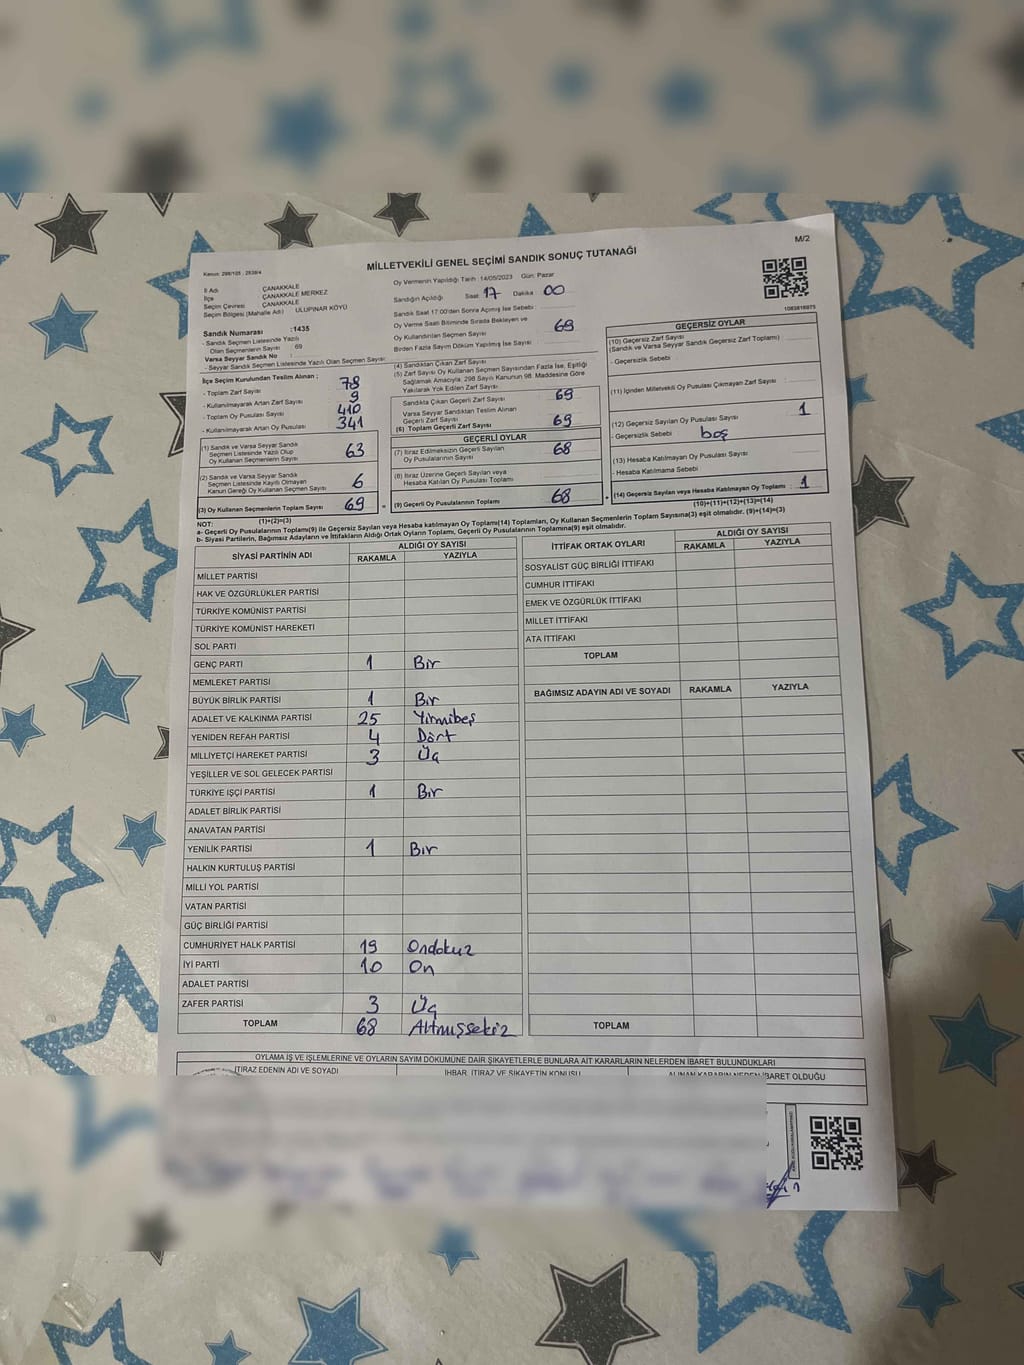 M/2
MİLLETVEKİLİ GENEL SEÇİMİ SANDIK SONUÇ TUTANAĞI
Kanun: 298/105 , 2839/4
İl Adı ÇANAKKALE
İlçe ÇANAKKALE MERKEZ
Seçim Çevresi ÇANAKKALE
Seçim Bölgesi (Mahalle Adı) ULUPINAR KÖYÜ
Sandık Numarası :1435
- Sandık Seçmen Listesinde Yazılı
Olan Seçmenlerin Sayısı 69
Varsa Seyyar Sandık No :
- Seyyar Sandık Seçmen Listesinde Yazılı Olan Seçmen Sayısı:
Oy Vermenin Yapıldığı Tarih :14/05/2023 Gün: Pazar
Sandığın Açıldığı Saat 17 Dakika 00
Sandık Saat 17:00'den Sonra Açılmış İse Sebebi :
Oy Verme Saati Bitiminde Sırada Bekleyen ve
Oy Kullandırılan Seçmen Sayısı 69
Birden Fazla Sayım Döküm Yapılmış İse Sayısı:
1083816975
İlçe Seçim Kurulundan Teslim Alınan ;
- Toplam Zarf Sayısı 78
- Kullanılmayarak Artan Zarf Sayısı 9
- Toplam Oy Pusulası Sayısı 410
- Kullanılmayarak Artan Oy Pusulası 341
(1) Sandık ve Varsa Seyyar Sandık
Seçmen Listesinde Yazılı Olup
Oy Kullanan Seçmenlerin Sayısı 63
(2) Sandık ve Varsa Seyyar Sandık
Seçmen Listesinde Kayıtlı Olmayan
Kanun Gereği Oy Kullanan Seçmen Sayısı 6
(3) Oy Kullanan Seçmenlerin Toplam Sayısı 69
(1)+(2)=(3)
(4) Sandıktan Çıkan Zarf Sayısı
(5) Zarf Sayısı Oy Kullanan Seçmen Sayısından Fazla İse, Eşitliği
Sağlamak Amacıyla, 298 Sayılı Kanunun 98. Maddesine Göre
Yakılarak Yok Edilen Zarf Sayısı
Sandıkta Çıkan Geçerli Zarf Sayısı 69
Varsa Seyyar Sandıktan Teslim Alınan
Geçerli Zarf Sayısı
(6) Toplam Geçerli Zarf Sayısı 69
GEÇERLİ OYLAR
(7) İtiraz Edilmeksizin Geçerli Sayılan
Oy Pusulalarının Sayısı 68
(8) İtiraz Üzerine Geçerli Sayılan veya
Hesaba Katılan Oy Pusulası Toplamı
= (9) Geçerli Oy Pusulalarının Toplamı 68
GEÇERSİZ OYLAR
(10) Geçersiz Zarf Sayısı
(Sandık ve Varsa Seyyar Sandık Geçersiz Zarf Toplamı)
- Geçersizlik Sebebi :
(11) İçinden Milletvekili Oy Pusulası Çıkmayan Zarf Sayısı :
(12) Geçersiz Sayılan Oy Pusulası Sayısı 1
- Geçersizlik Sebebi boş
(13) Hesaba Katılmayan Oy Pusulası Sayısı
- Hesaba Katılmama Sebebi
+ (14) Geçersiz Sayılan veya Hesaba Katılmayan Oy Toplamı 1
(10)+(11)+(12)+(13)=(14)
NOT:
a- Geçerli Oy Pusulalarının Toplamı(9) ile Geçersiz Sayılan veya Hesaba katılmayan Oy Toplamı(14) Toplamları, Oy Kullanan Seçmenlerin Toplam Sayısına(3) eşit olmalıdır. (9)+(14)=(3)
b- Siyasi Partilerin, Bağımsız Adayların ve İttifakların Aldığı Ortak Oyların Toplamı, Geçerli Oy Pusulalarının Toplamına(9) eşit olmalıdır.
SİYASİ PARTİNİN ADI ALDIĞI OY SAYISI
RAKAMLA YAZIYLA
MİLLET PARTİSİ
HAK VE ÖZGÜRLÜKLER PARTİSİ
TÜRKİYE KOMÜNİST PARTİSİ
TÜRKİYE KOMÜNİST HAREKETİ
SOL PARTİ
GENÇ PARTİ 1 Bir
MEMLEKET PARTİSİ
BÜYÜK BİRLİK PARTİSİ 1 Bir
ADALET VE KALKINMA PARTİSİ 25 Yirmibeş
YENİDEN REFAH PARTİSİ 4 Dört
MİLLİYETÇİ HAREKET PARTİSİ 3 Üç
YEŞİLLER VE SOL GELECEK PARTİSİ
TÜRKİYE İŞÇİ PARTİSİ 1 Bir
ADALET BİRLİK PARTİSİ
ANAVATAN PARTİSİ
YENİLİK PARTİSİ 1 Bir
HALKIN KURTULUŞ PARTİSİ
MİLLİ YOL PARTİSİ
VATAN PARTİSİ
GÜÇ BİRLİĞİ PARTİSİ
CUMHURİYET HALK PARTİSİ 19 Ondokuz
İYİ PARTİ 10 On
ADALET PARTİSİ
ZAFER PARTİSİ 3 Üç
TOPLAM 68 Altmışsekiz
İTTİFAK ORTAK OYLARI ALDIĞI OY SAYISI
RAKAMLA YAZIYLA
SOSYALİST GÜÇ BİRLİĞİ İTTİFAKI
CUMHUR İTTİFAKI
EMEK VE ÖZGÜRLÜK İTTİFAKI
MİLLET İTTİFAKI
ATA İTTİFAKI
TOPLAM
BAĞIMSIZ ADAYIN ADI VE SOYADI RAKAMLA YAZIYLA
TOPLAM
OYLAMA İŞ VE İŞLEMLERİNE VE OYLARIN SAYIM DÖKÜMÜNE DAİR ŞİKAYETLERLE BUNLARA AİT KARARLARIN NELERDEN İBARET BULUNDUKLARI
İTİRAZ EDENİN ADI VE SOYADI İHBAR, İTİRAZ VE ŞİKAYETİN KONUSU ALINAN KARARIN NEDEN İBARET OLDUĞU